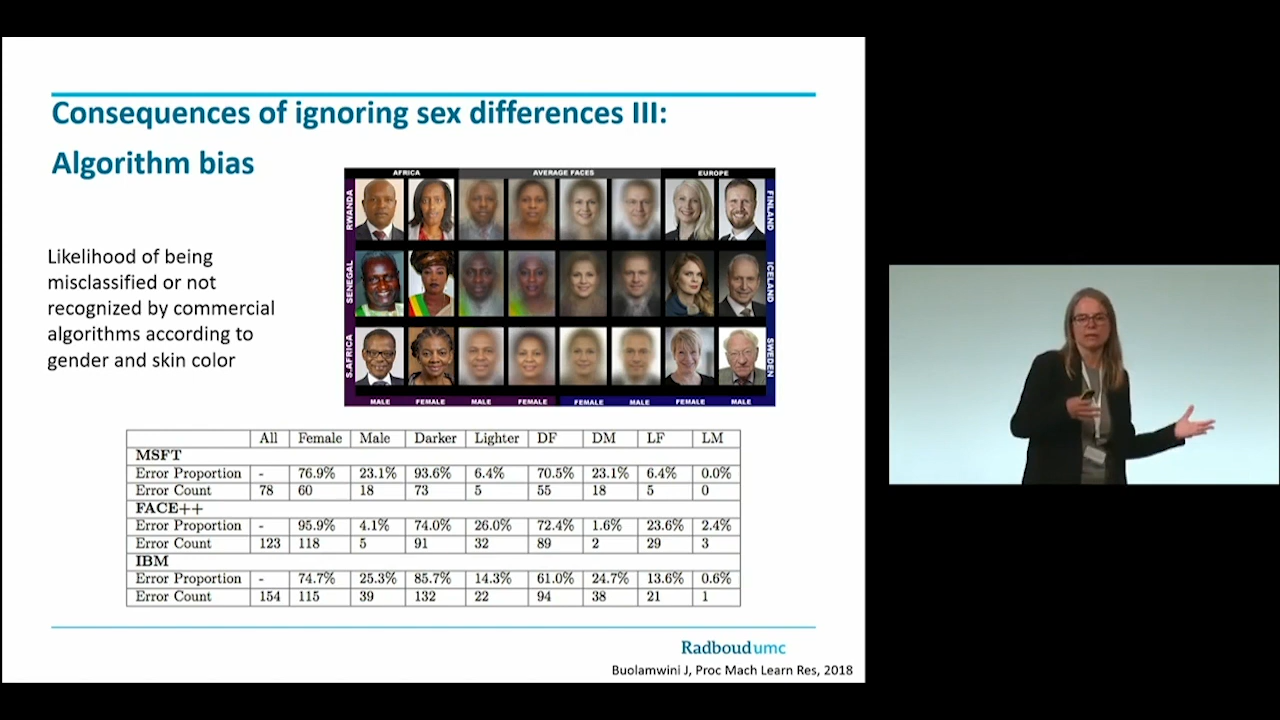 Consequences of ignoring sex differences III:
Algorithm bias
Likelihood of being
misclassified or not
recognized by commercial
algorithms according to
gender and skin color
AFRICA AVERAGE FACES EUROPE
RWANDA FINLAND
SENEGAL ICELAND
S.AFRICA SWEDEN
MALE FEMALE MALE FEMALE FEMALE MALE FEMALE MALE
All Female Male Darker Lighter DF DM LF LM
MSFT
Error Proportion - 76.9% 23.1% 93.6% 6.4% 70.5% 23.1% 6.4% 0.0%
Error Count 78 60 18 73 5 55 18 5 0
FACE++
Error Proportion - 95.9% 4.1% 74.0% 26.0% 72.4% 1.6% 23.6% 2.4%
Error Count 123 118 5 91 32 89 2 29 3
IBM
Error Proportion - 74.7% 25.3% 85.7% 14.3% 61.0% 24.7% 13.6% 0.6%
Error Count 154 115 39 132 22 94 38 21 1
Radboudumc
Buolamwini J, Proc Mach Learn Res, 2018